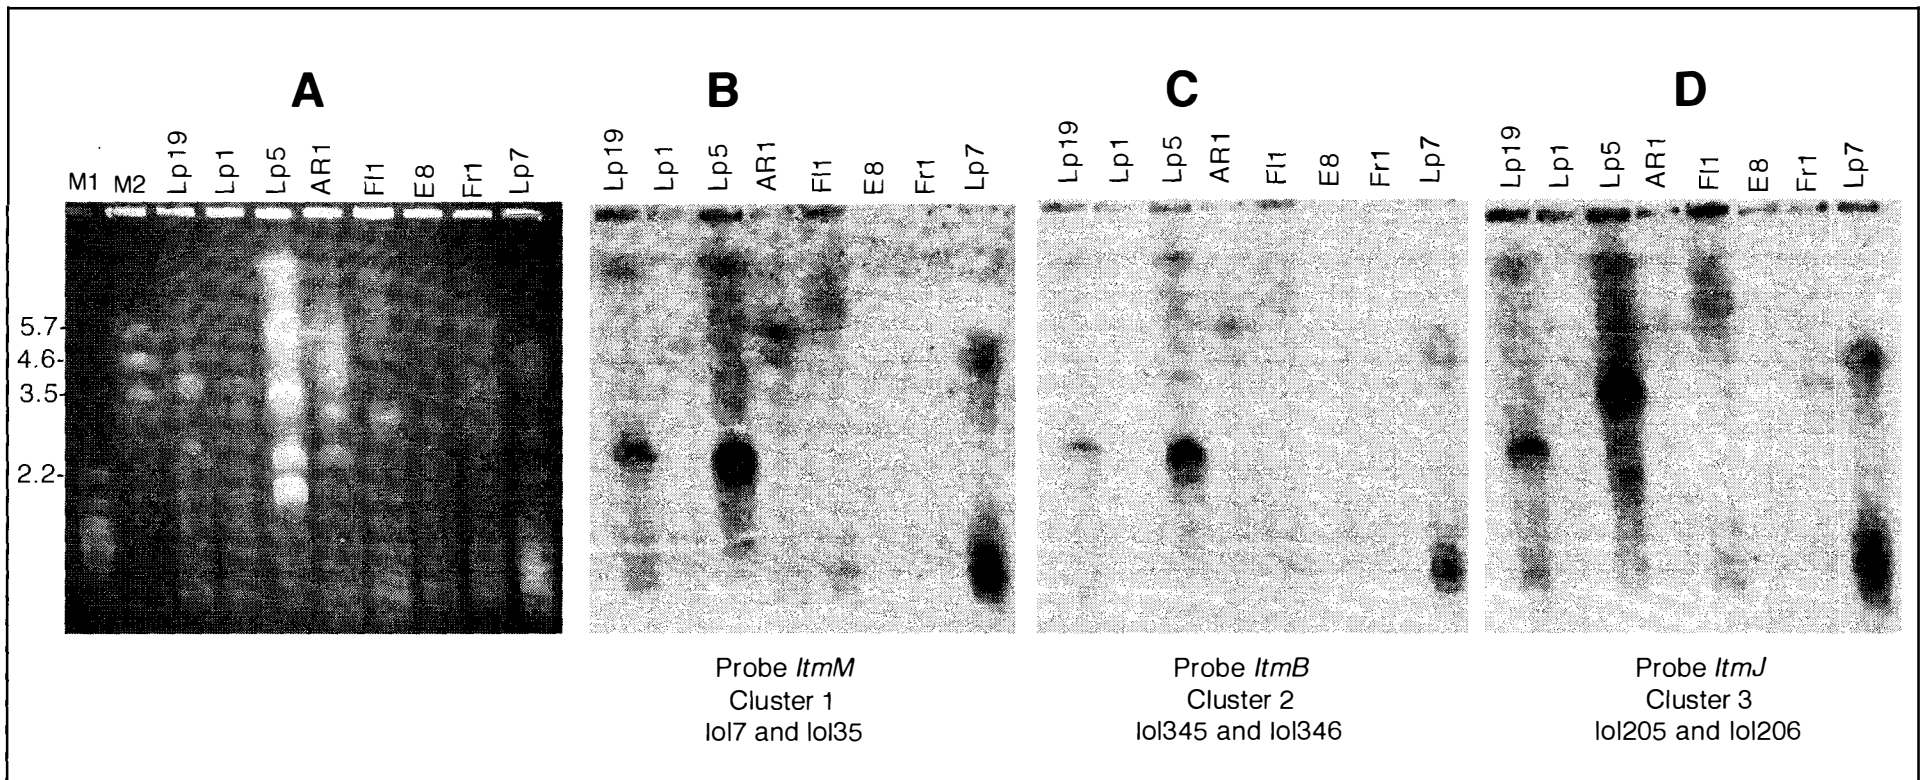 A
B
C
D
M1 M2 Lp19 Lp1 Lp5 AR1 Fl1 E8 Fr1 Lp7
Lp19 Lp1 Lp5 AR1 Fl1 E8 Fr1 Lp7
Lp19 Lp1 Lp5 AR1 Fl1 E8 Fr1 Lp7
Lp19 Lp1 Lp5 AR1 Fl1 E8 Fr1 Lp7
5.7-
4.6-
3.5-
2.2-
Probe ltmM
Cluster 1
lol7 and lol35
Probe ltmB
Cluster 2
lol345 and lol346
Probe ltmJ
Cluster 3
lol205 and lol206